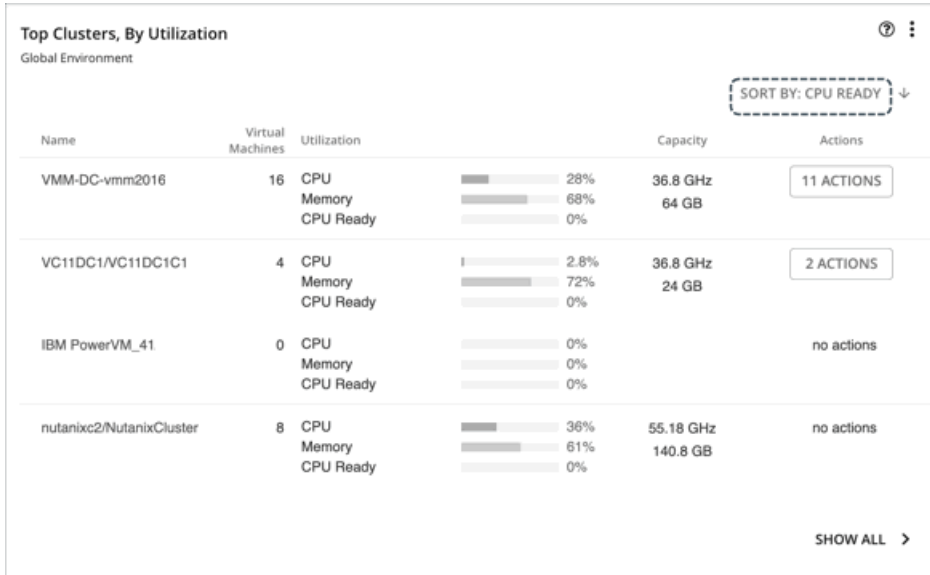 Top Clusters, By Utilization
Global Environment
SORT BY: CPU READY
Name Virtual Machines Utilization Capacity Actions
VMM-DC-vmm2016 16 CPU 28% 36.8 GHz 11 ACTIONS
Memory 68% 64 GB
CPU Ready 0%
VC11DC1/VC11DC1C1 4 CPU 2.8% 36.8 GHz 2 ACTIONS
Memory 72% 24 GB
CPU Ready 0%
IBM PowerVM_41 0 CPU 0% no actions
Memory 0%
CPU Ready 0%
nutanixc2/NutanixCluster 8 CPU 36% 55.18 GHz no actions
Memory 61% 140.8 GB
CPU Ready 0%
SHOW ALL